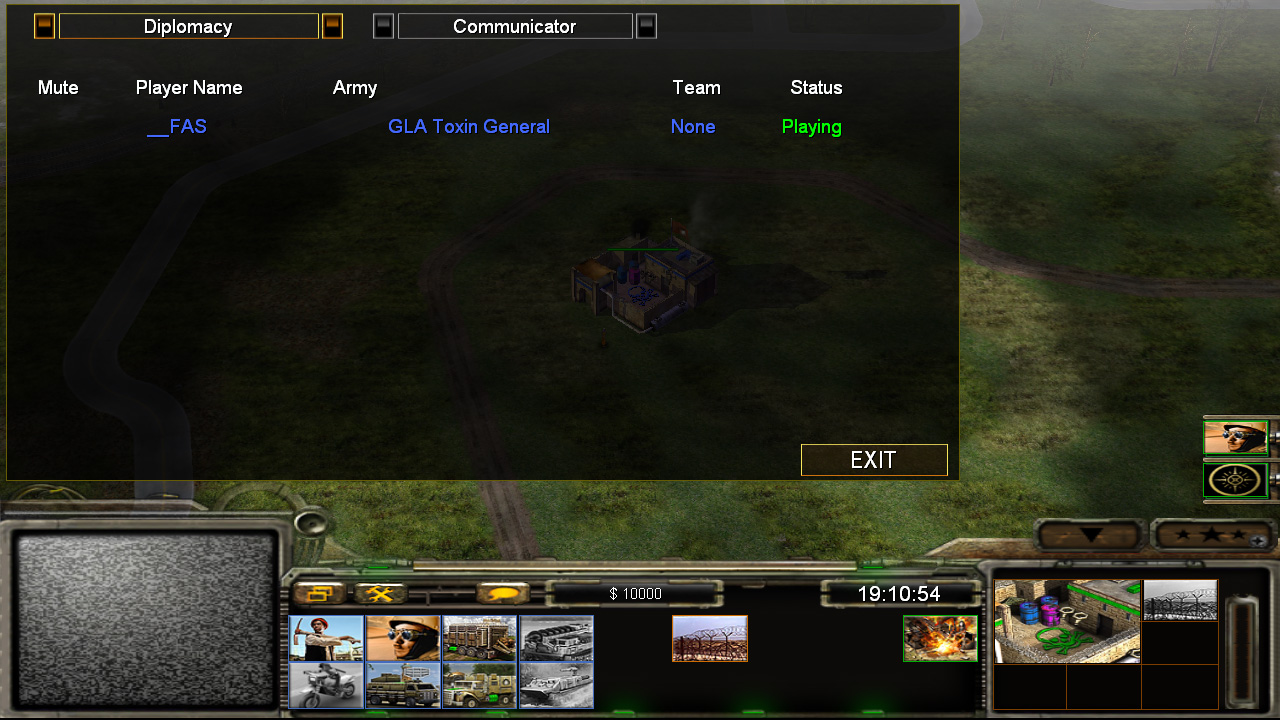 Diplomacy Communicator
Mute Player Name Army Team Status
__FAS GLA Toxin General None Playing
EXIT
$ 10000 19:10:54